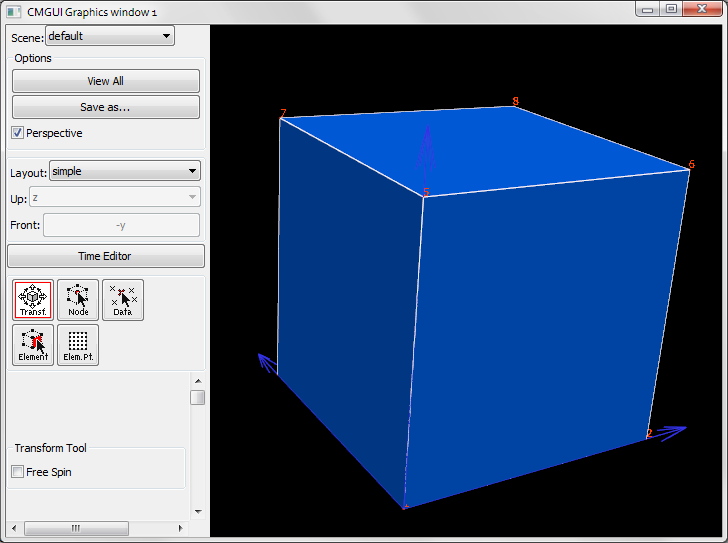 CMGUI Graphics window 1
Scene: default
Options
View All
Save as...
Perspective
Layout: simple
Up: z
Front: -y
Time Editor
Transf. Node Data
Element Elem.Pt.
Transform Tool
Free Spin
8
7
6
5
2